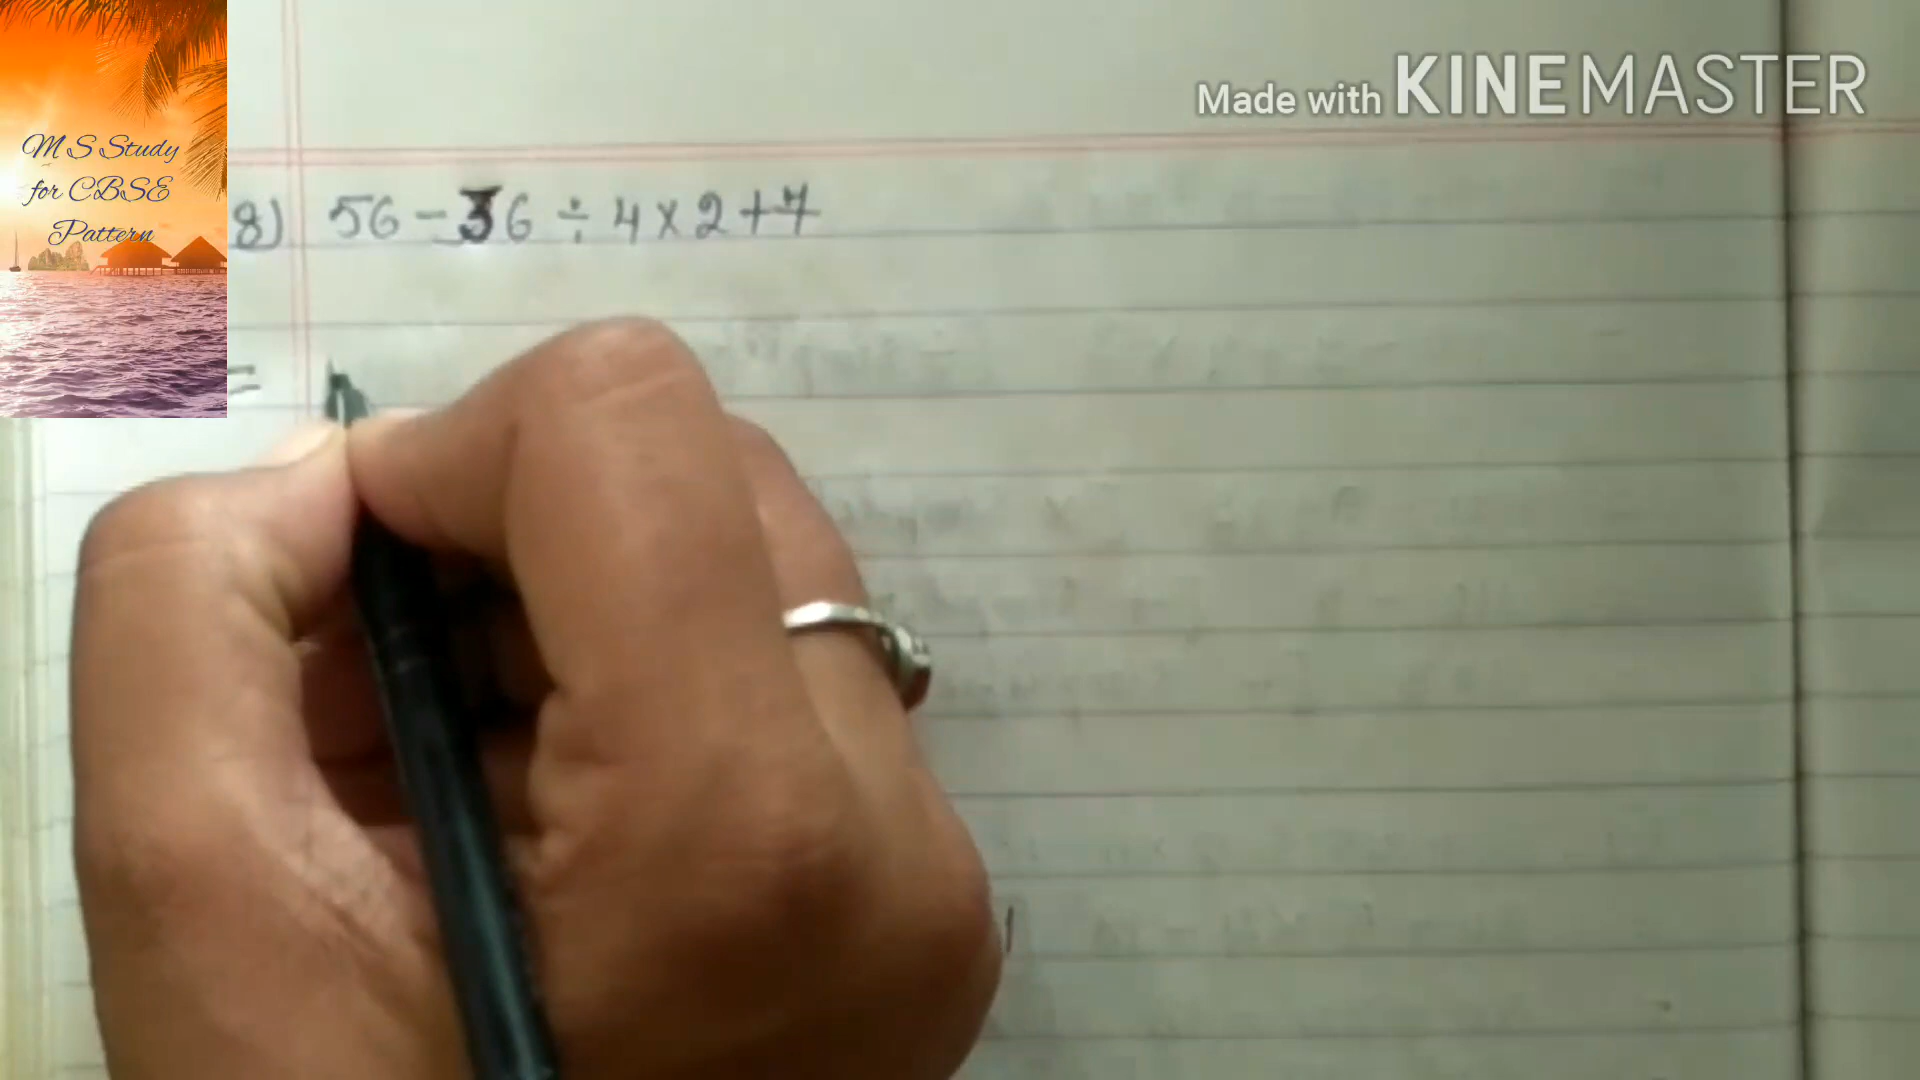 Made with KINEMASTER
M S Study
for CBSE
Pattern
8) 56 - 36 ÷ 4 × 2 + 7
=